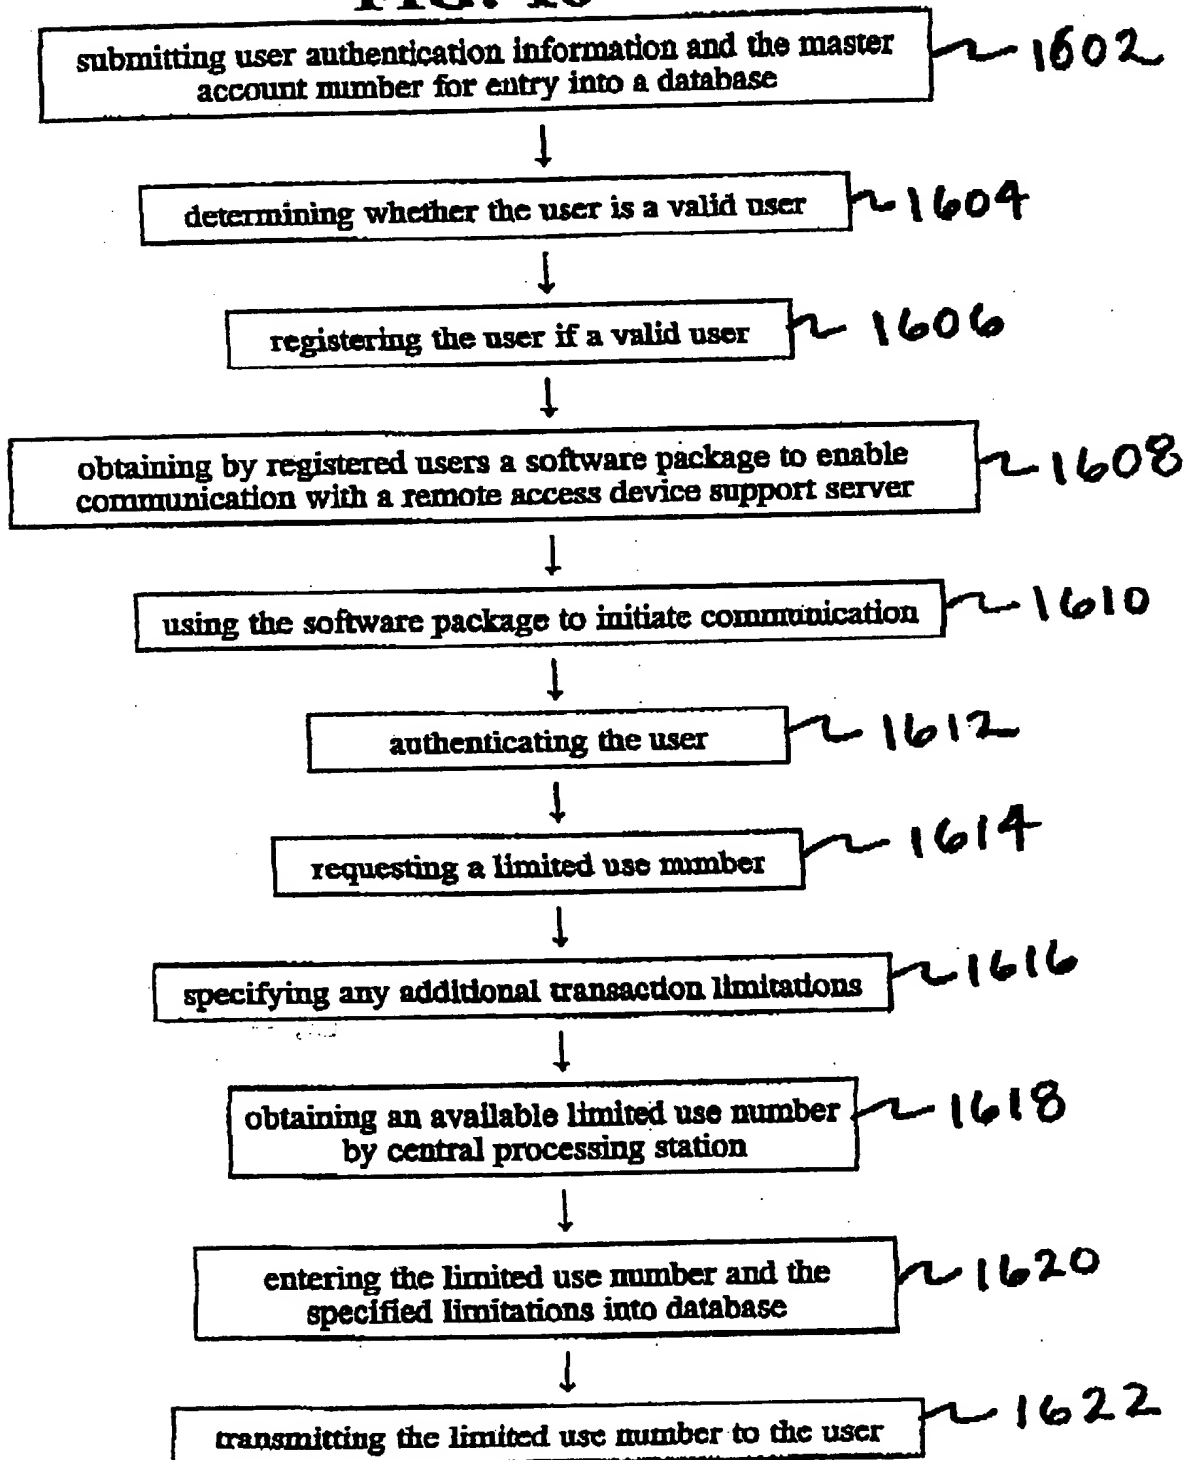 FIG. 16
submitting user authentication information and the master
account number for entry into a database
1602
determining whether the user is a valid user
1604
registering the user if a valid user
1606
obtaining by registered users a software package to enable
communication with a remote access device support server
1608
using the software package to initiate communication
1610
authenticating the user
1612
requesting a limited use number
1614
specifying any additional transaction limitations
1616
obtaining an available limited use number
by central processing station
1618
entering the limited use number and the
specified limitations into database
1620
transmitting the limited use number to the user
1622